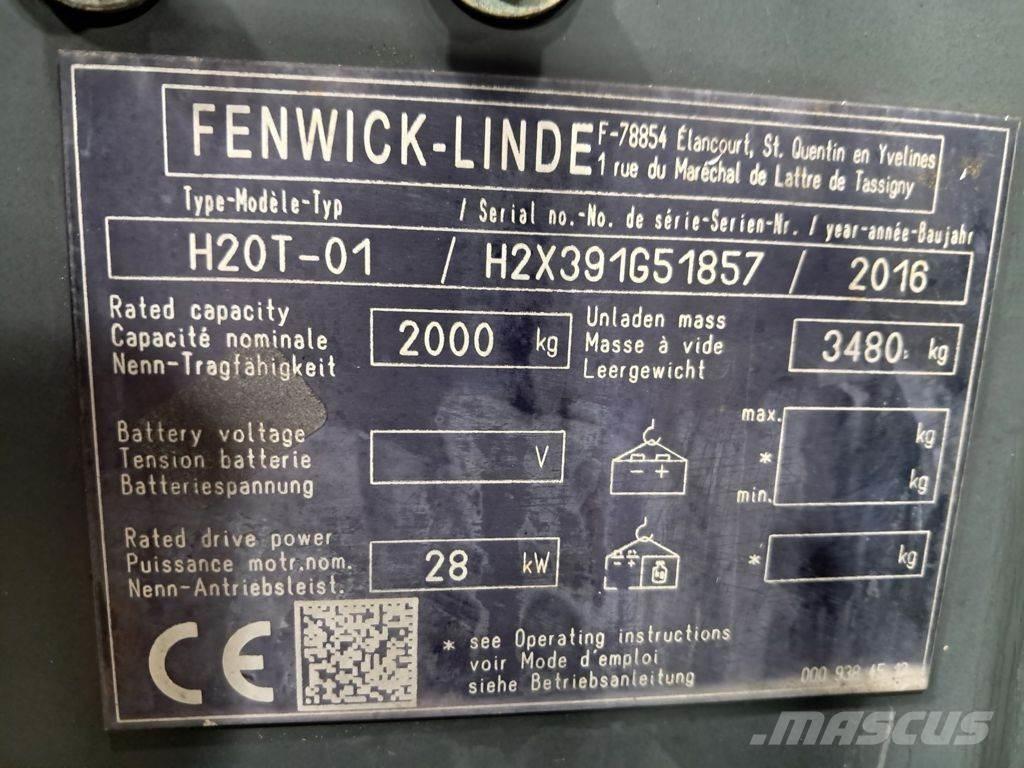 FENWICK-LINDE
F-78854 Élancourt, St. Quentin en Yvelines
1 rue du Maréchal de Lattre de Tassigny
Type-Modèle-Typ / Serial no.-No. de série-Serien-Nr. / year-année-Baujahr
H20T-01 / H2X391G51857 / 2016
Rated capacity
Capacité nominale
Nenn-Tragfähigkeit
2000 kg
Unladen mass
Masse à vide
Leergewicht
3480 kg
Battery voltage
Tension batterie
Batteriespannung
V
- +
max. kg
*
min. kg
Rated drive power
Puissance motr.nom.
Nenn-Antriebsleist.
28 kW
- +
kg
* kg
CE
* see Operating instructions
voir Mode d'emploi
siehe Betriebsanleitung
000 938
MASCUS